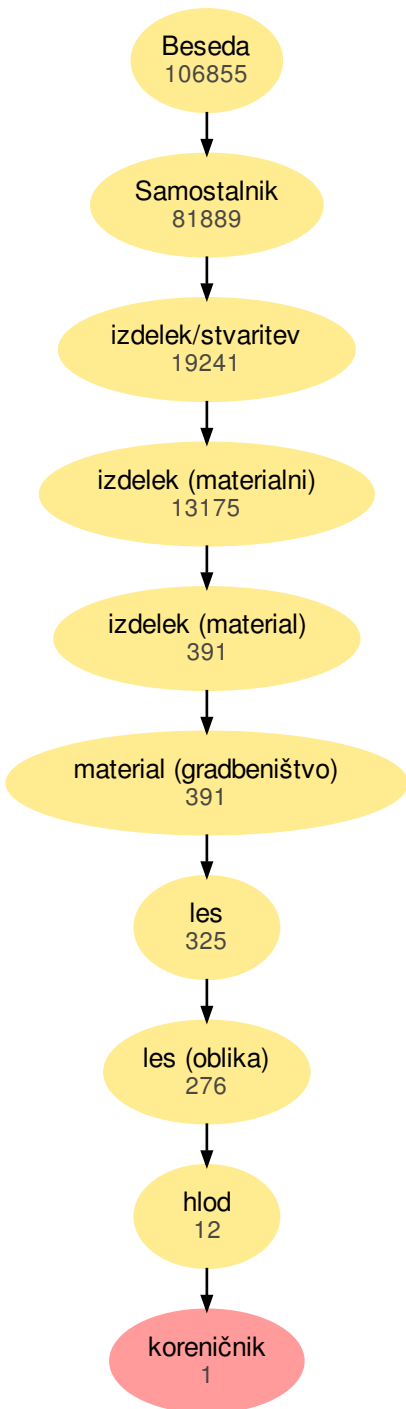 Beseda
106855
Samostalnik
81889
izdelek/stvaritev
19241
izdelek (materialni)
13175
izdelek (material)
391
material (gradbeništvo)
391
les
325
les (oblika)
276
hlod
12
koreničnik
1